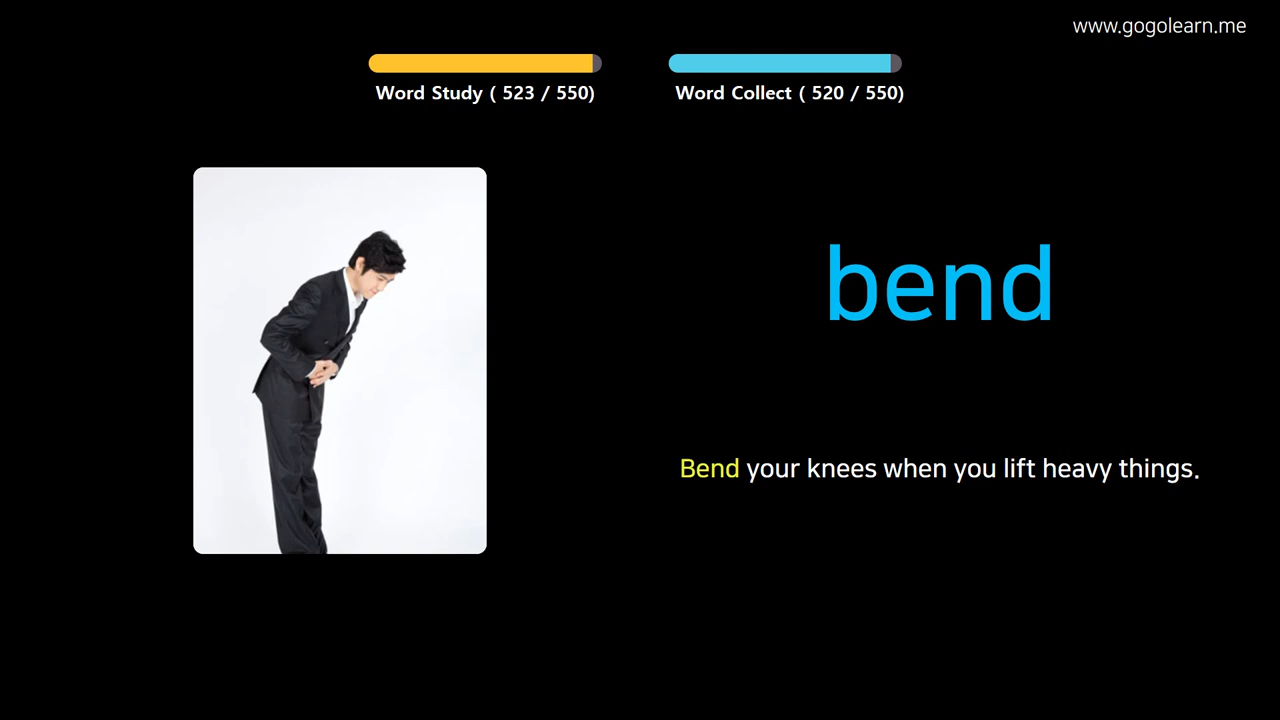 www.gogolearn.me
Word Study ( 523 / 550)
Word Collect ( 520 / 550)
bend
Bend your knees when you lift heavy things.